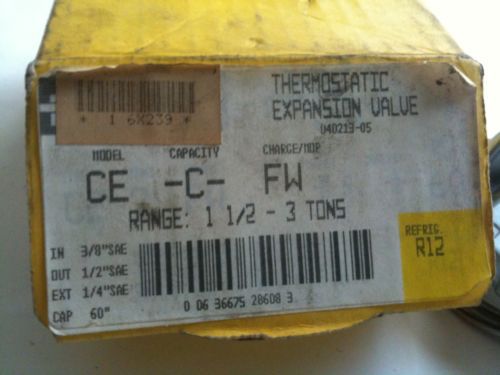 * 1 6X239 *
THERMOSTATIC
EXPANSION VALVE
040213-05
MODEL CAPACITY CHARGE/MOP
CE -C- FW
RANGE: 1 1/2 - 3 TONS
REFRIG.
R12
IN 3/8"SAE
OUT 1/2"SAE
EXT 1/4"SAE
CAP 60"
0 06 36675 28608 3